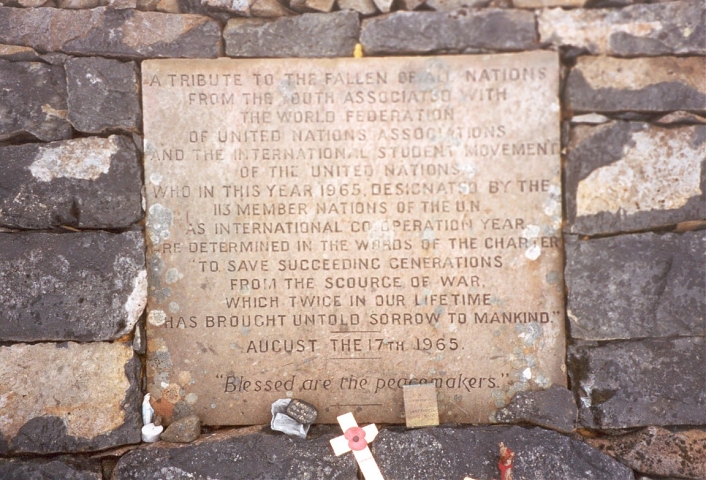 A TRIBUTE TO THE FALLEN OF ALL NATIONS
FROM THE YOUTH ASSOCIATED WITH
THE WORLD FEDERATION
OF UNITED NATIONS ASSOCIATIONS
AND THE INTERNATIONAL STUDENT MOVEMENT
OF THE UNITED NATIONS
WHO IN THIS YEAR 1965, DESIGNATED BY THE
113 MEMBER NATIONS OF THE U.N.
AS INTERNATIONAL CO-OPERATION YEAR
ARE DETERMINED IN THE WORDS OF THE CHARTER
"TO SAVE SUCCEEDING GENERATIONS
FROM THE SCOURGE OF WAR,
WHICH TWICE IN OUR LIFETIME
HAS BROUGHT UNTOLD SORROW TO MANKIND."
AUGUST THE 17TH 1965.
"Blessed are the peacemakers."